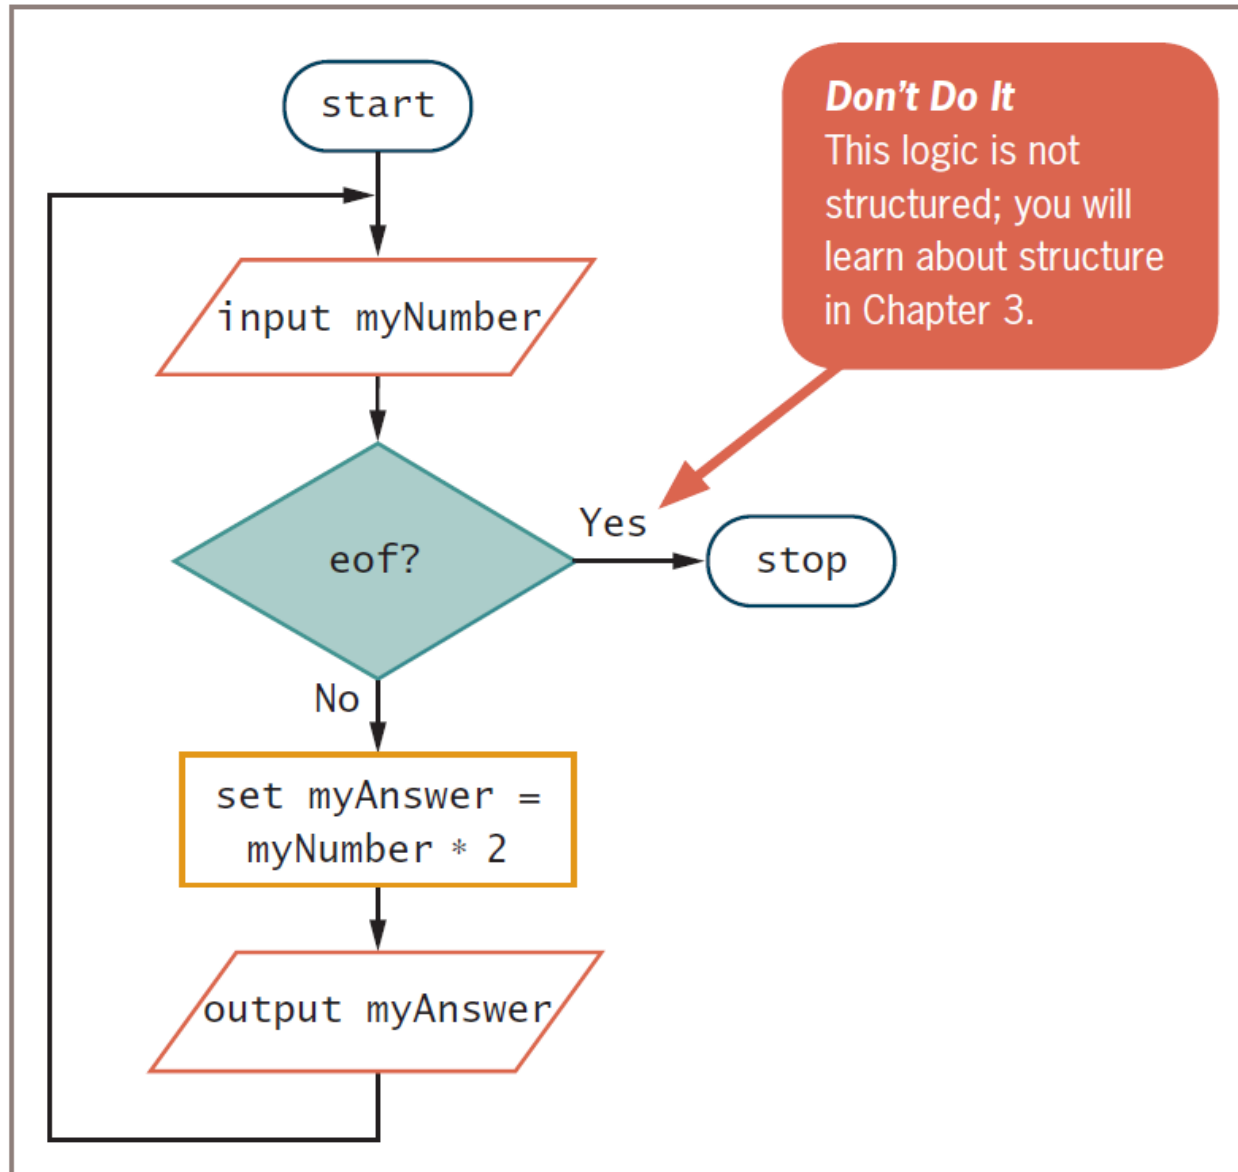 start
Don't Do It
This logic is not
structured; you will
learn about structure
in Chapter 3.
input myNumber
eof?
Yes
stop
No
set myAnswer =
myNumber * 2
output myAnswer